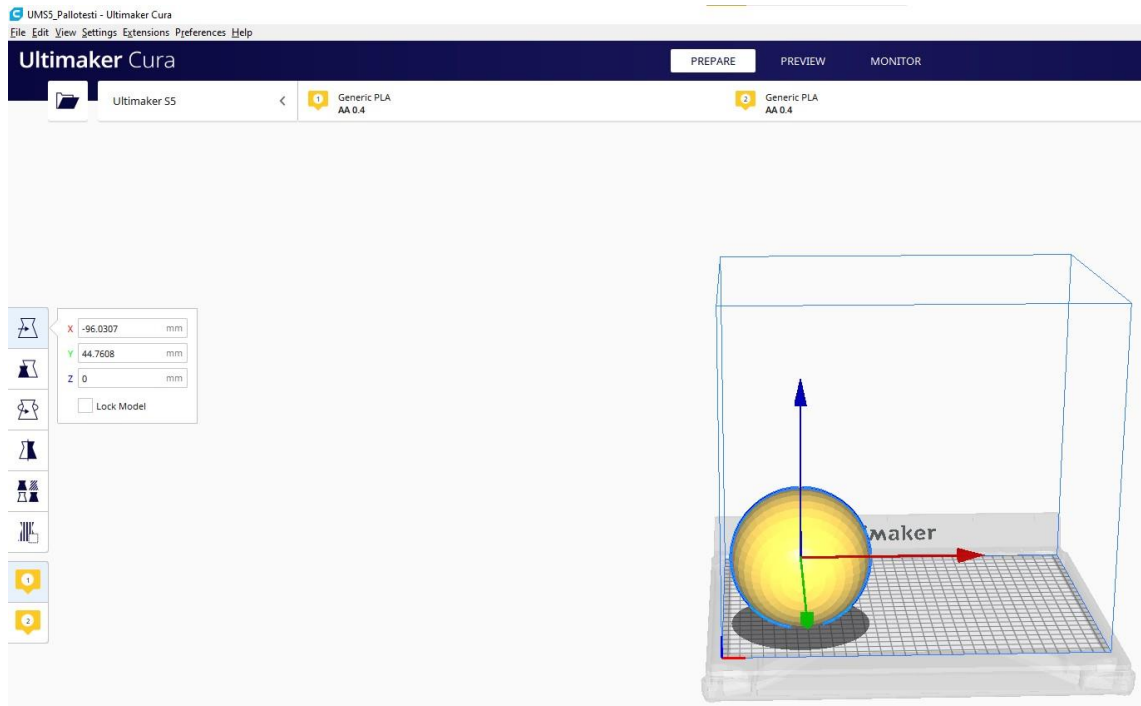 UMS5_Pallotesti - Ultimaker Cura
File Edit View Settings Extensions Preferences Help
Ultimaker Cura
PREPARE PREVIEW MONITOR
Ultimaker S5
1 Generic PLA
AA 0.4
2 Generic PLA
AA 0.4
X -96.0307 mm
Y 44.7608 mm
Z 0 mm
Lock Model
maker
1
2